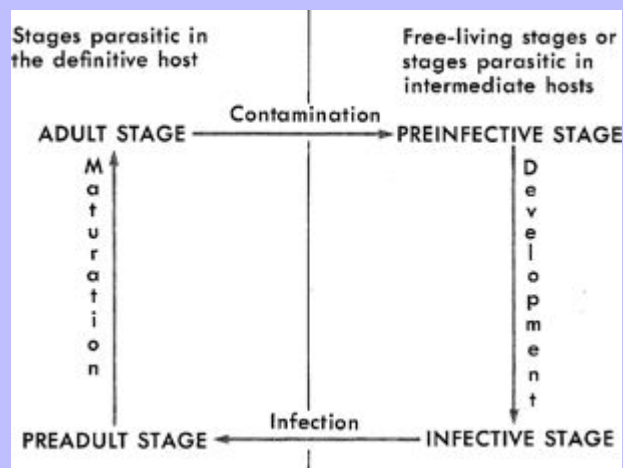 Stages parasitic in
the definitive host
Free-living stages or
stages parasitic in
intermediate hosts
Contamination
ADULT STAGE
PREINFECTIVE STAGE
Maturation
Development
Infection
PREADULT STAGE
INFECTIVE STAGE